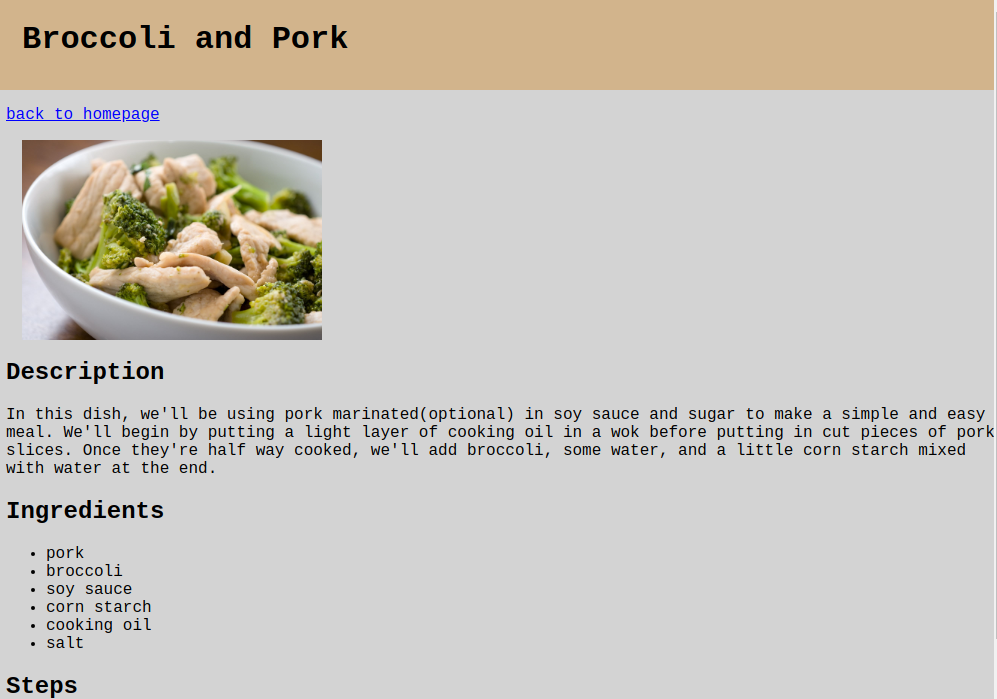 Broccoli and Pork
back to homepage
Description
In this dish, we'll be using pork marinated(optional) in soy sauce and sugar to make a simple and easy
meal. We'll begin by putting a light layer of cooking oil in a wok before putting in cut pieces of pork
slices. Once they're half way cooked, we'll add broccoli, some water, and a little corn starch mixed
with water at the end.
Ingredients
• pork
• broccoli
• soy sauce
• corn starch
• cooking oil
• salt
Steps